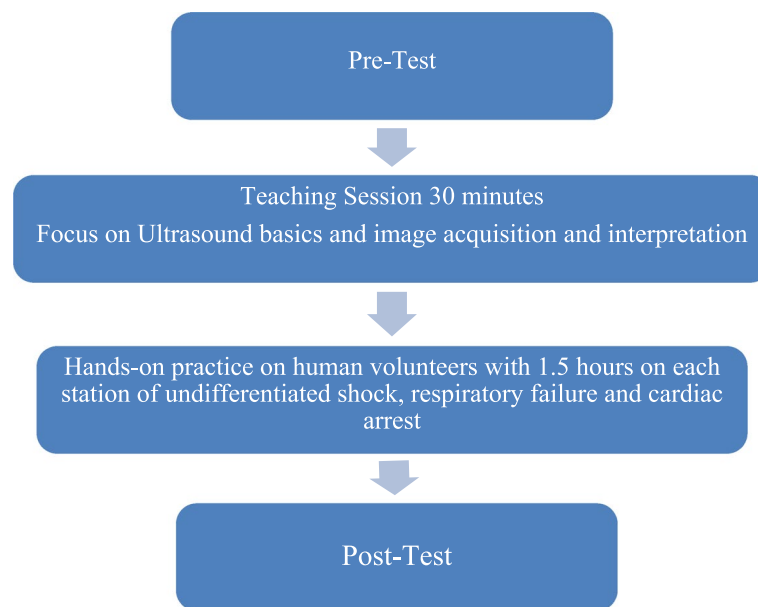 Pre-Test
Teaching Session 30 minutes
Focus on Ultrasound basics and image acquisition and interpretation
Hands-on practice on human volunteers with 1.5 hours on each
station of undifferentiated shock, respiratory failure and cardiac
arrest
Post-Test